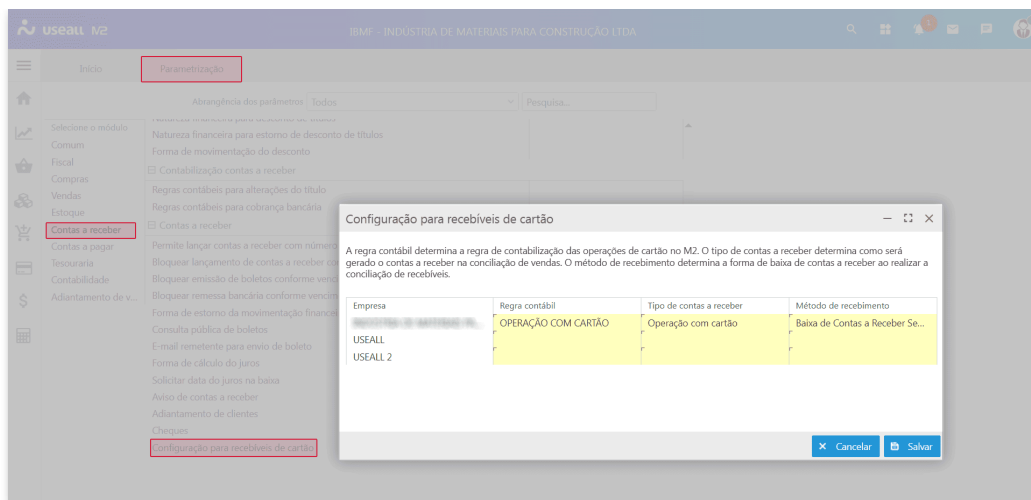 useall M2
IBMF - INDÚSTRIA DE MATERIAIS PARA CONSTRUÇÃO LTDA
1
Início
Parametrização
Abrangência dos parâmetros
Todos
Pesquisa...
Selecione o módulo
Comum
Fiscal
Compras
Vendas
Estoque
Contas a receber
Contas a pagar
Tesouraria
Contabilidade
Adiantamento de v...
Natureza financeira para desconto de títulos
Natureza financeira para estorno de desconto de títulos
Forma de movimentação do desconto
Contabilização contas a receber
Regras contábeis para alterações do título
Regras contábeis para cobrança bancária
Contas a receber
Permite lançar contas a receber com número
Bloquear lançamento de contas a receber co
Bloquear emissão de boletos conforme venc
Bloquear remessa bancária conforme vencim
Forma de estorno da movimentação finance
Consulta pública de boletos
E-mail remetente para envio de boleto
Forma de cálculo do juros
Solicitar data do juros na baixa
Aviso de contas a receber
Adiantamento de clientes
Cheques
Configuração para recebíveis de cartão
Configuração para recebíveis de cartão
A regra contábil determina a regra de contabilização das operações de cartão no M2. O tipo de contas a receber determina como será
gerado o contas a receber na conciliação de vendas. O método de recebimento determina a forma de baixa de contas a receber ao realizar a
conciliação de recebíveis.
Empresa
Regra contábil
Tipo de contas a receber
Método de recebimento
OPERAÇÃO COM CARTÃO
Operação com cartão
Baixa de Contas a Receber Se...
USEALL
USEALL 2
Cancelar
Salvar